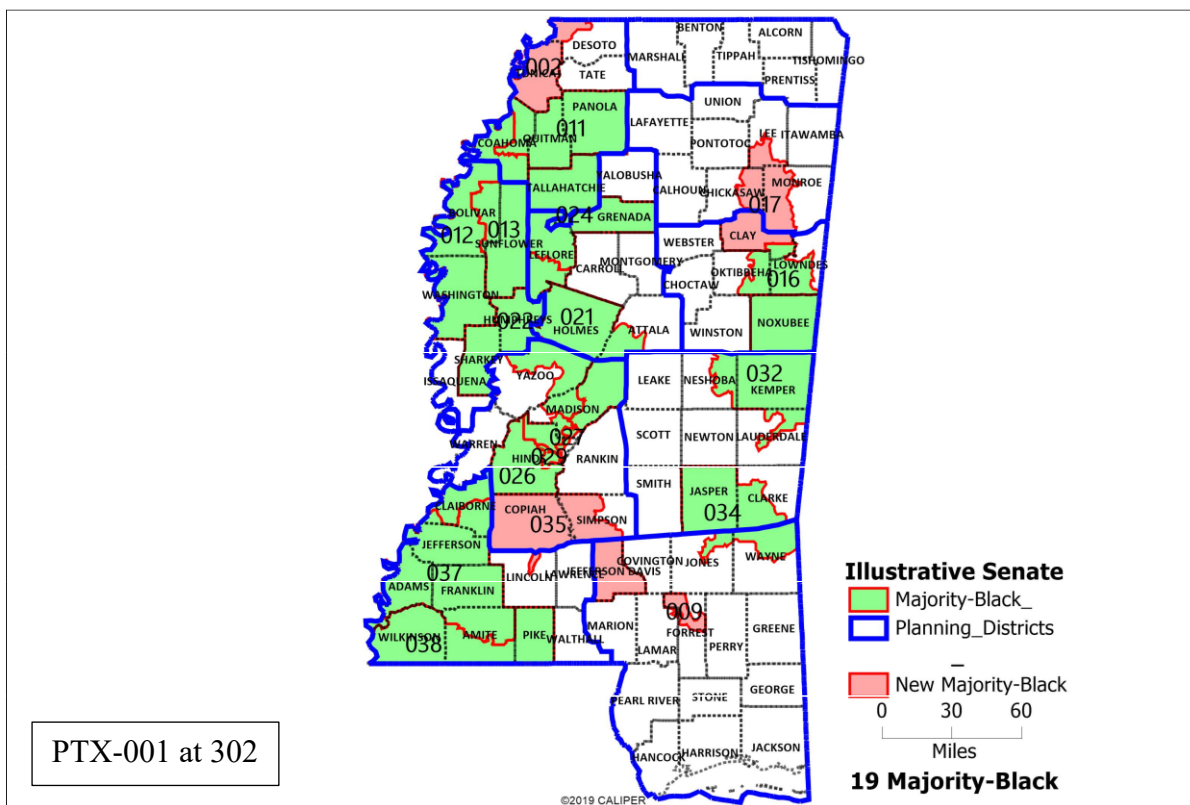 BENTON
ALCORN
DESOTO
MARSHALL
TIPPAH
TISHOMINGO
002
TATE
PRENTISS
PANOLA
UNION
011
LAFAYETTE
LEE
ITAWAMBA
QUITMAN
COAHOMA
PONTOTOC
YALOBUSHA
TALLAHATCHIE
CALHOUN
CHICKASAW
MONROE
017
BOLIVAR
024
GRENADA
012
013
CLAY
SUNFLOWER
WEBSTER
LEFLORE
MONTGOMERY
CARROLL
OKTIBBEHA
LOWNDES
016
CHOCTAW
WASHINGTON
HUMPHREYS
022
021
HOLMES
ATTALA
WINSTON
NOXUBEE
SHARKEY
YAZOO
LEAKE
NESHOBA
032
KEMPER
ISSAQUENA
MADISON
WARREN
027
SCOTT
NEWTON
LAUDERDALE
HINDS
029
RANKIN
026
SMITH
JASPER
CLARKE
034
CLAIBORNE
COPIAH
035
SIMPSON
JEFFERSON
COVINGTON
JONES
WAYNE
LINCOLN
LAWRENCE
JEFFERSON DAVIS
037
ADAMS
FRANKLIN
009
MARION
FORREST
GREENE
WILKINSON
AMITE
PIKE
WALTHALL
038
LAMAR
PERRY
PEARL RIVER
STONE
GEORGE
HANCOCK
HARRISON
JACKSON
Illustrative Senate
Majority-Black_
Planning_Districts
_
New Majority-Black
0 30 60
Miles
19 Majority-Black
PTX-001 at 302
©2019 CALIPER